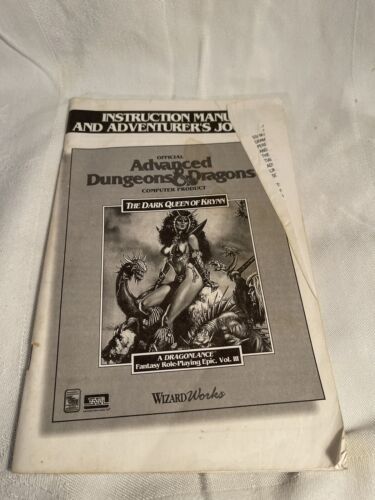 INSTRUCTION MANU
AND ADVENTURER'S JO
OFFICIAL
Advanced
Dungeons & Dragons
COMPUTER PRODUCT
THE DARK QUEEN OF KRYNN
A DRAGONLANCE
Fantasy Role-Playing Epic, Vol. III
WIZARDWorks